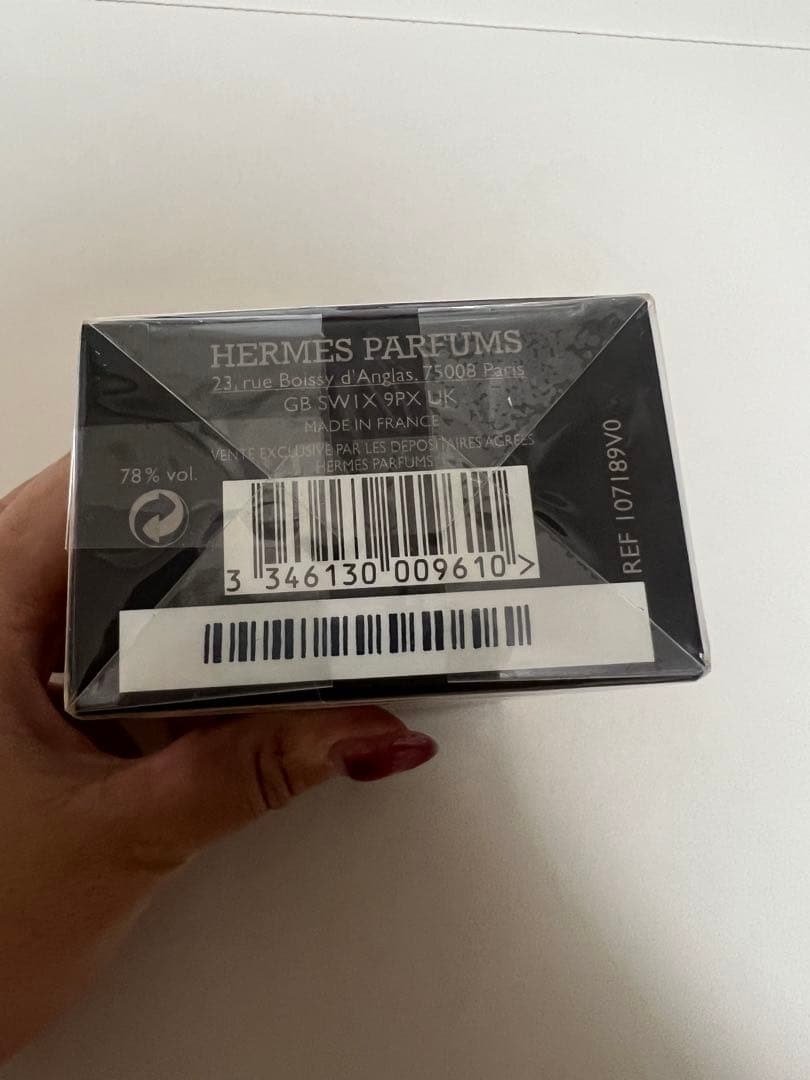 HERMES PARFUMS
23, rue Boissy d'Anglas. 75008 Paris
GB SW1X 9PX UK
MADE IN FRANCE
VENTE EXCLUSIVE PAR LES DEPOSITAIRES AGREES
HERMES PARFUMS
78% vol.
3 346130 009610 >
REF 107189V0